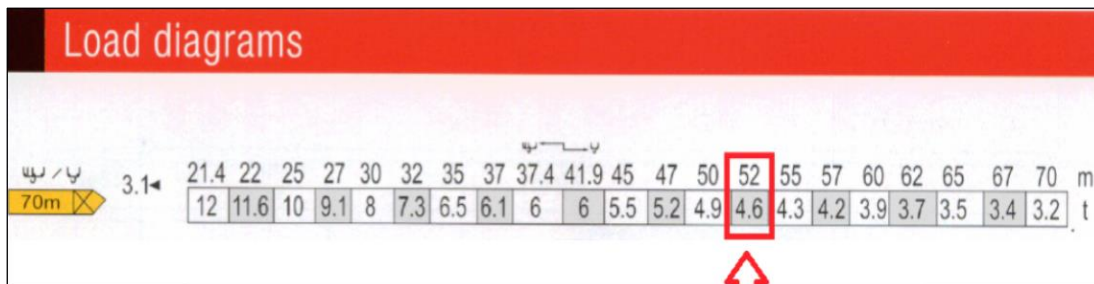 Load diagrams
21.4 22 25 27 30 32 35 37 37.4 41.9 45 47 50 52 55 57 60 62 65 67 70 m
3.1
70m 12 11.6 10 9.1 8 7.3 6.5 6.1 6 6 5.5 5.2 4.9 4.6 4.3 4.2 3.9 3.7 3.5 3.4 3.2 t